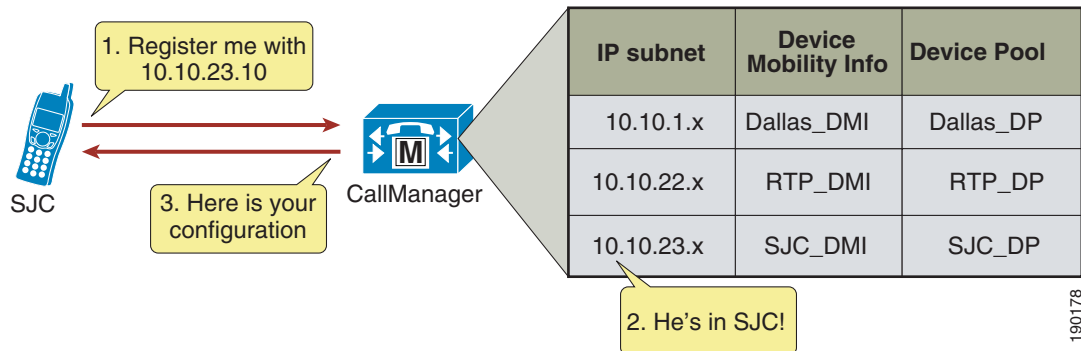 1. Register me with
10.10.23.10
SJC
3. Here is your
configuration
M
CallManager
IP subnet
Device
Mobility Info
Device Pool
10.10.1.x
Dallas_DMI
Dallas_DP
10.10.22.x
RTP_DMI
RTP_DP
10.10.23.x
SJC_DMI
SJC_DP
2. He's in SJC!
190178